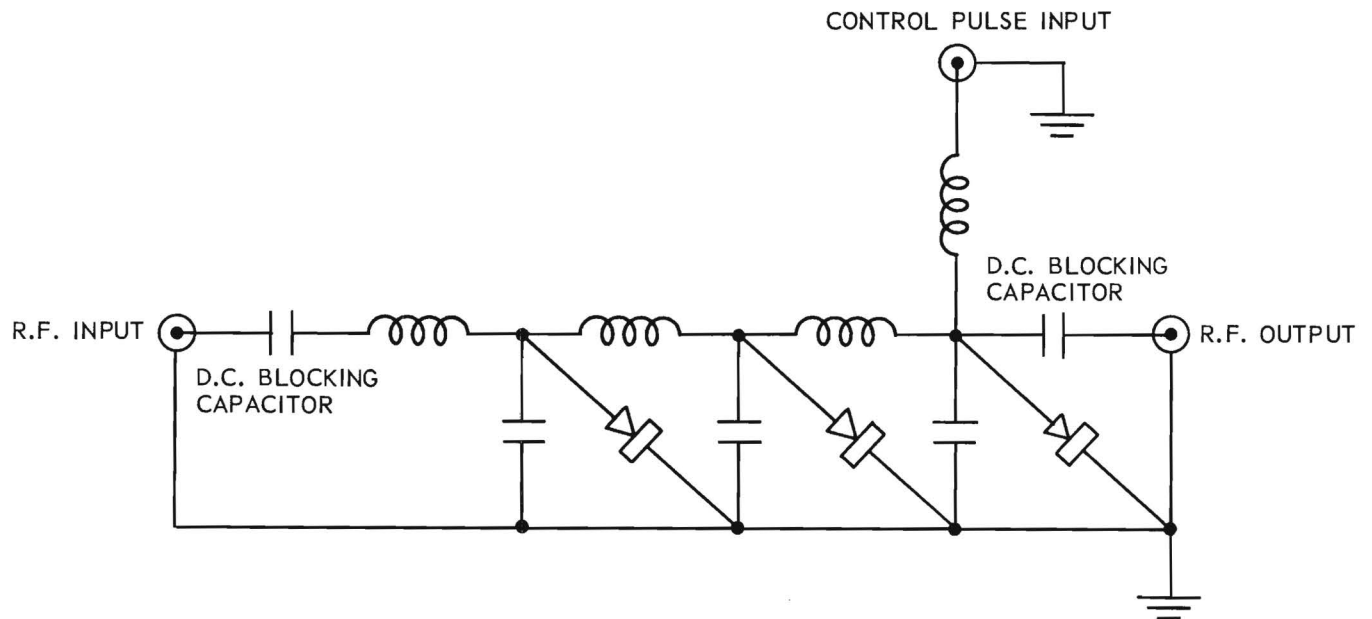 CONTROL PULSE INPUT
D.C. BLOCKING
CAPACITOR
R.F. INPUT
R.F. OUTPUT
D.C. BLOCKING
CAPACITOR